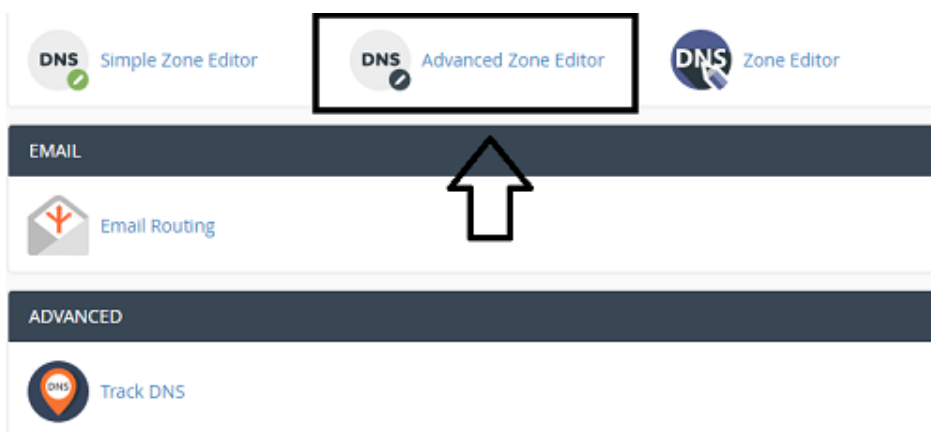 DNS Simple Zone Editor DNS Advanced Zone Editor DNS Zone Editor
EMAIL
Email Routing
ADVANCED
DNS Track DNS